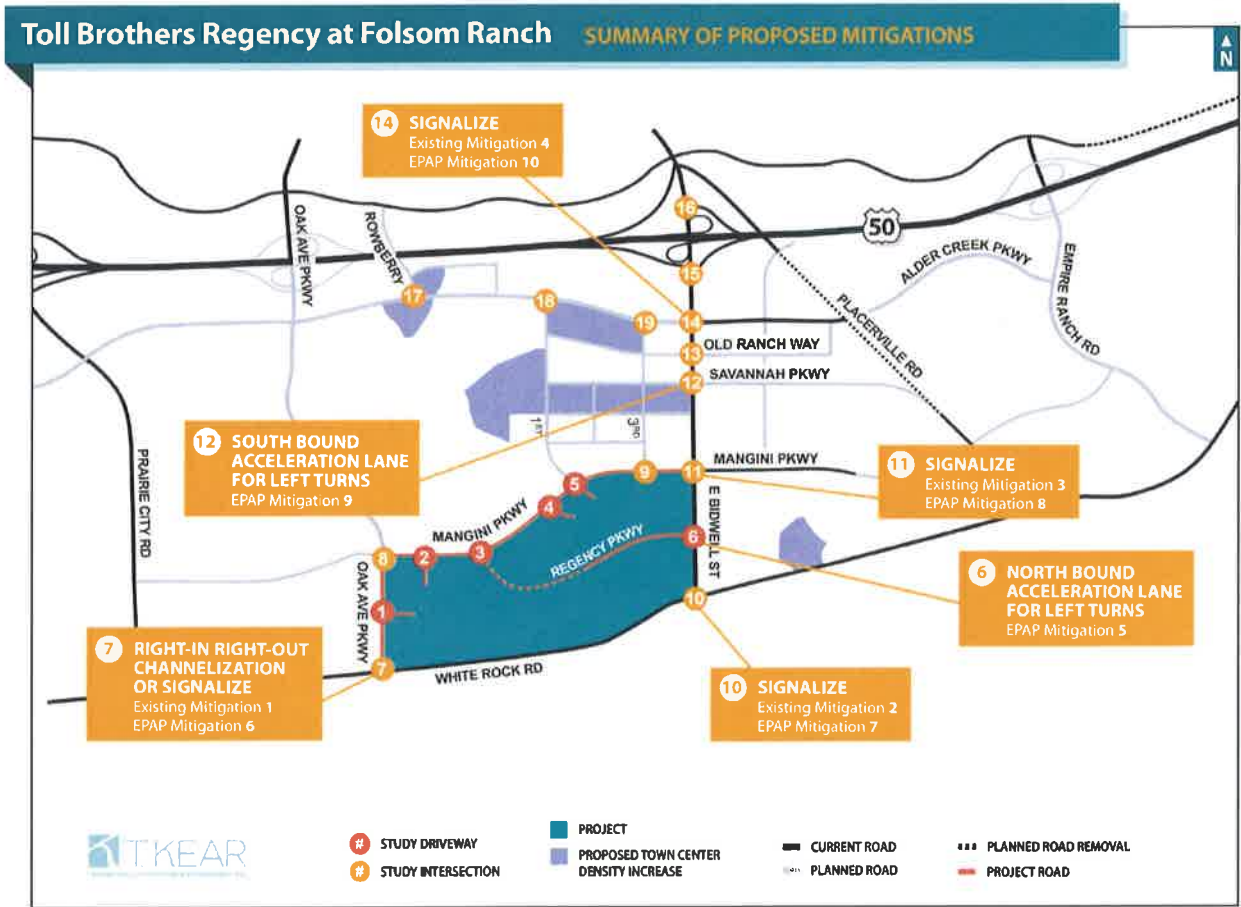 Toll Brothers Regency at Folsom Ranch SUMMARY OF PROPOSED MITIGATIONS
N
14 SIGNALIZE
Existing Mitigation 4
EPAP Mitigation 10
16
50
OAK AVE PKWY
ROWBERRY
15
ALDER CREEK PKWY
EMPIRE RANCH RD
17
18
19
14
PLACERVILLE RD
13
OLD RANCH WAY
12
SAVANNAH PKWY
1ST
3RD
12 SOUTH BOUND
ACCELERATION LANE
FOR LEFT TURNS
EPAP Mitigation 9
PRAIRIE CITY RD
5
9
11
MANGINI PKWY
11 SIGNALIZE
Existing Mitigation 3
EPAP Mitigation 8
4
MANGINI PKWY
E BIDWELL ST
REGENCY PKWY
6
8
2
3
OAK AVE PKWY
1
10
6 NORTH BOUND
ACCELERATION LANE
FOR LEFT TURNS
EPAP Mitigation 5
7 RIGHT-IN RIGHT-OUT
CHANNELIZATION
OR SIGNALIZE
Existing Mitigation 1
EPAP Mitigation 6
7
WHITE ROCK RD
10 SIGNALIZE
Existing Mitigation 2
EPAP Mitigation 7
TKEAR
# STUDY DRIVEWAY
# STUDY INTERSECTION
PROJECT
PROPOSED TOWN CENTER
DENSITY INCREASE
CURRENT ROAD
PLANNED ROAD
PLANNED ROAD REMOVAL
PROJECT ROAD